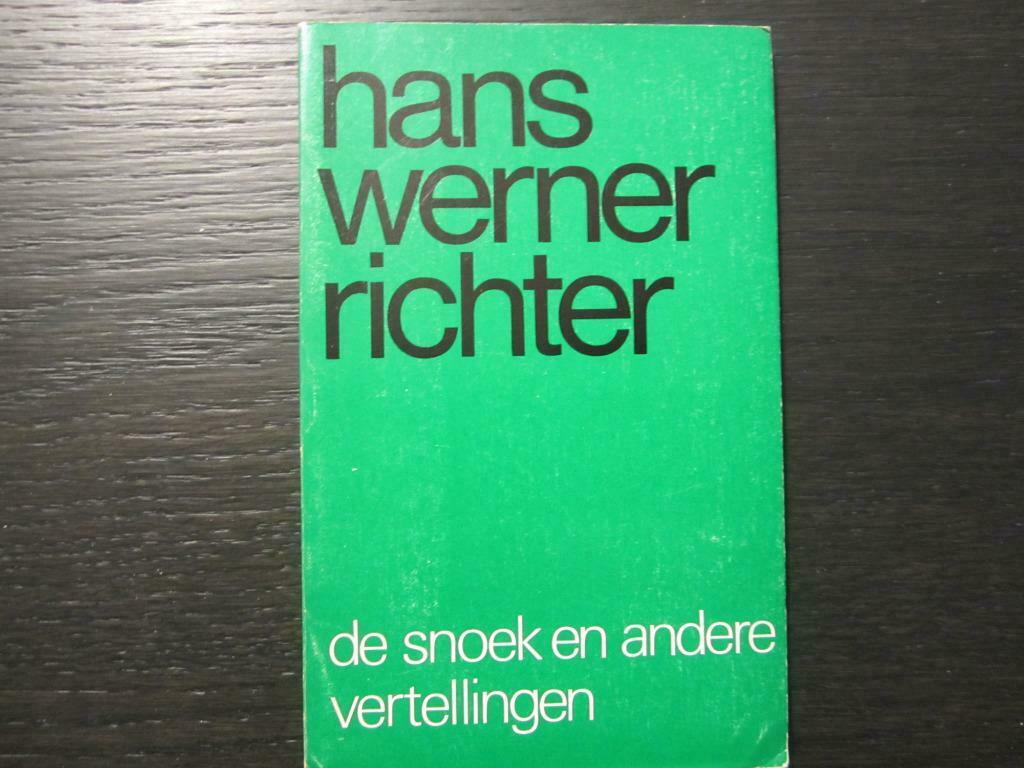 hans
werner
richter
de snoek en andere
vertellingen